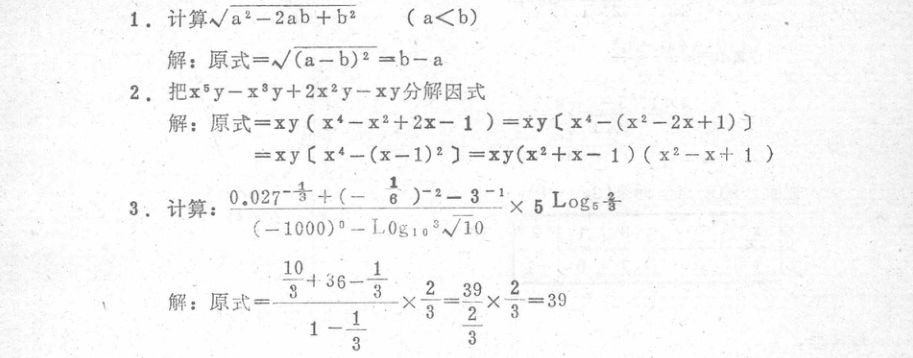 1. 计算√(a²-2ab+b²) (a<b)
解：原式=√((a-b)²)=b-a
2. 把x⁵y-x³y+2x²y-xy分解因式
解：原式=xy(x⁴-x²+2x-1)=xy〔x⁴-(x²-2x+1)〕
=xy〔x⁴-(x-1)²〕=xy(x²+x-1)(x²-x+1)
3. 计算：(0.027^(-1/3)+(-1/6)^(-2)-3^(-1))/((-1000)⁰-Log₁₀³√10)×5^(Log₅ 2/3)
解：原式=(10/3+36-1/3)/(1-1/3)×2/3=39/(2/3)×2/3=39